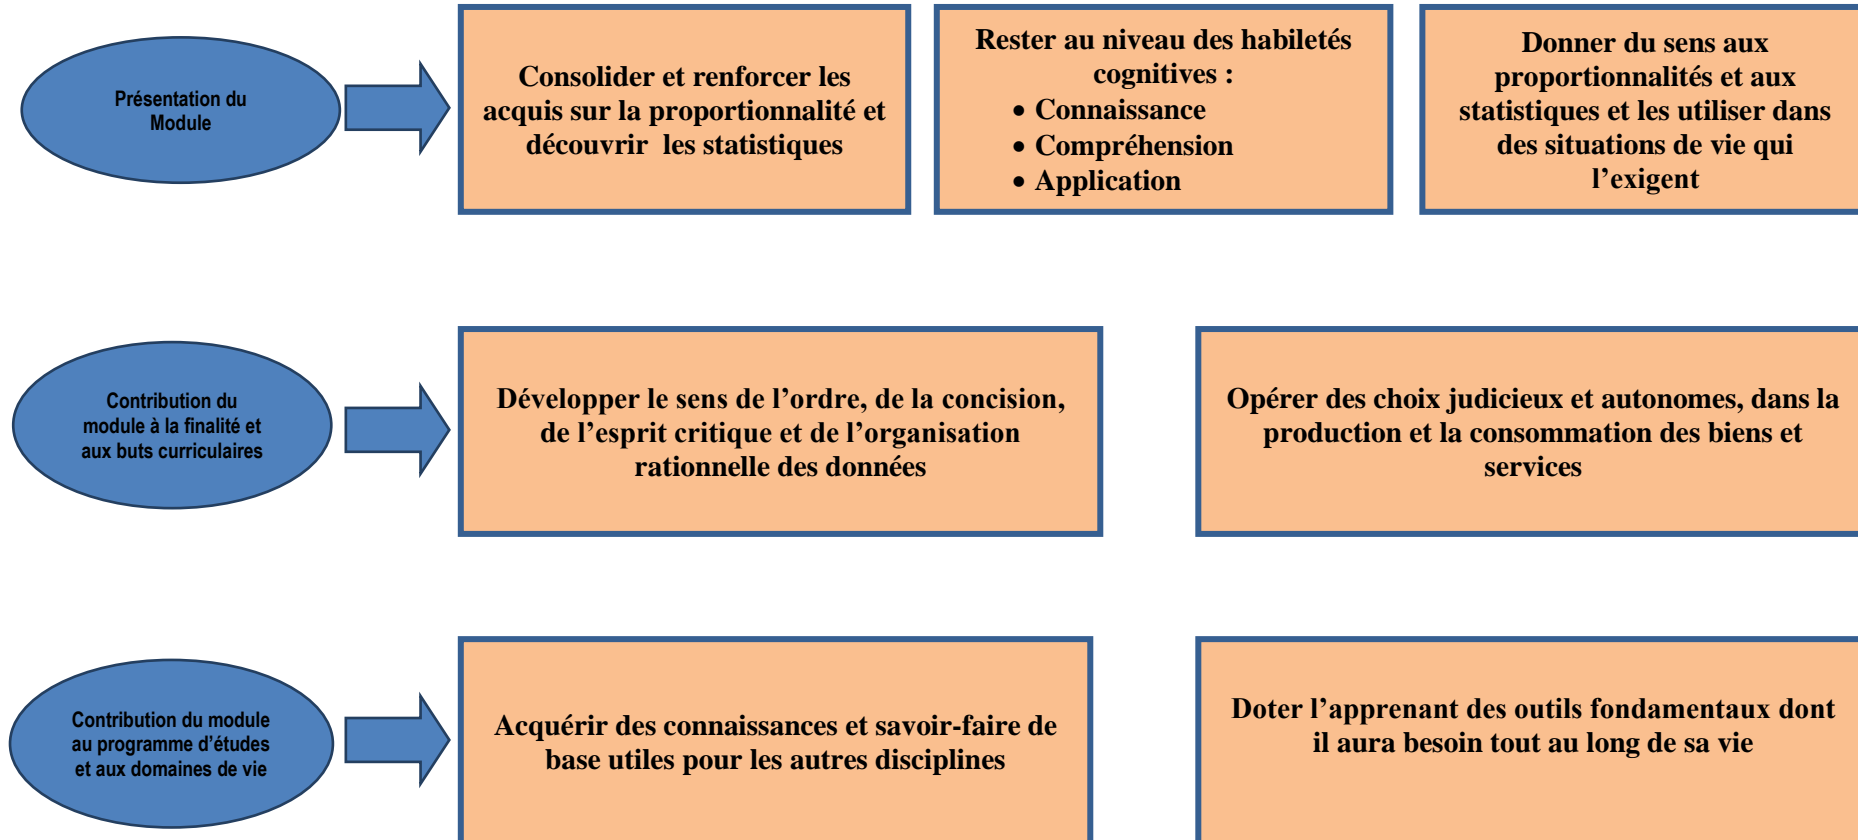 Présentation du
Module
Consolider et renforcer les
acquis sur la proportionnalité et
découvrir les statistiques
Rester au niveau des habiletés
cognitives :
• Connaissance
• Compréhension
• Application
Donner du sens aux
proportionnalités et aux
statistiques et les utiliser dans
des situations de vie qui
l’exigent
Contribution du
module à la finalité et
aux buts curriculaires
Développer le sens de l’ordre, de la concision,
de l’esprit critique et de l’organisation
rationnelle des données
Opérer des choix judicieux et autonomes, dans la
production et la consommation des biens et
services
Contribution du module
au programme d’études
et aux domaines de vie
Acquérir des connaissances et savoir-faire de
base utiles pour les autres disciplines
Doter l’apprenant des outils fondamentaux dont
il aura besoin tout au long de sa vie